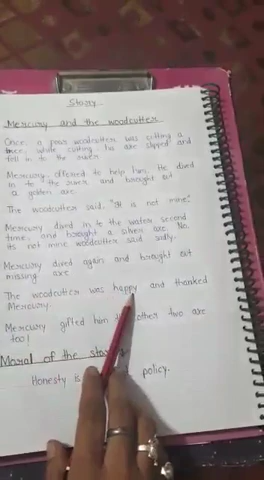 Story
Mercury and the woodcutter
Once, a poor woodcutter was cutting a
tree, while cutting his axe slipped and
fell in to the river
Mercury offered to help him. He dived
in to the river and brought out
a golden axe.
The woodcutter said "It is not mine"
Mercury dived in to the water second
time, and brought a silver axe. No,
its not mine woodcutter said sadly.
Mercury dived again and brought out
missing axe
The woodcutter was happy and thanked
Mercury.
Mercury gifted him other two axe
too!
Moral of the story
Honesty is policy.